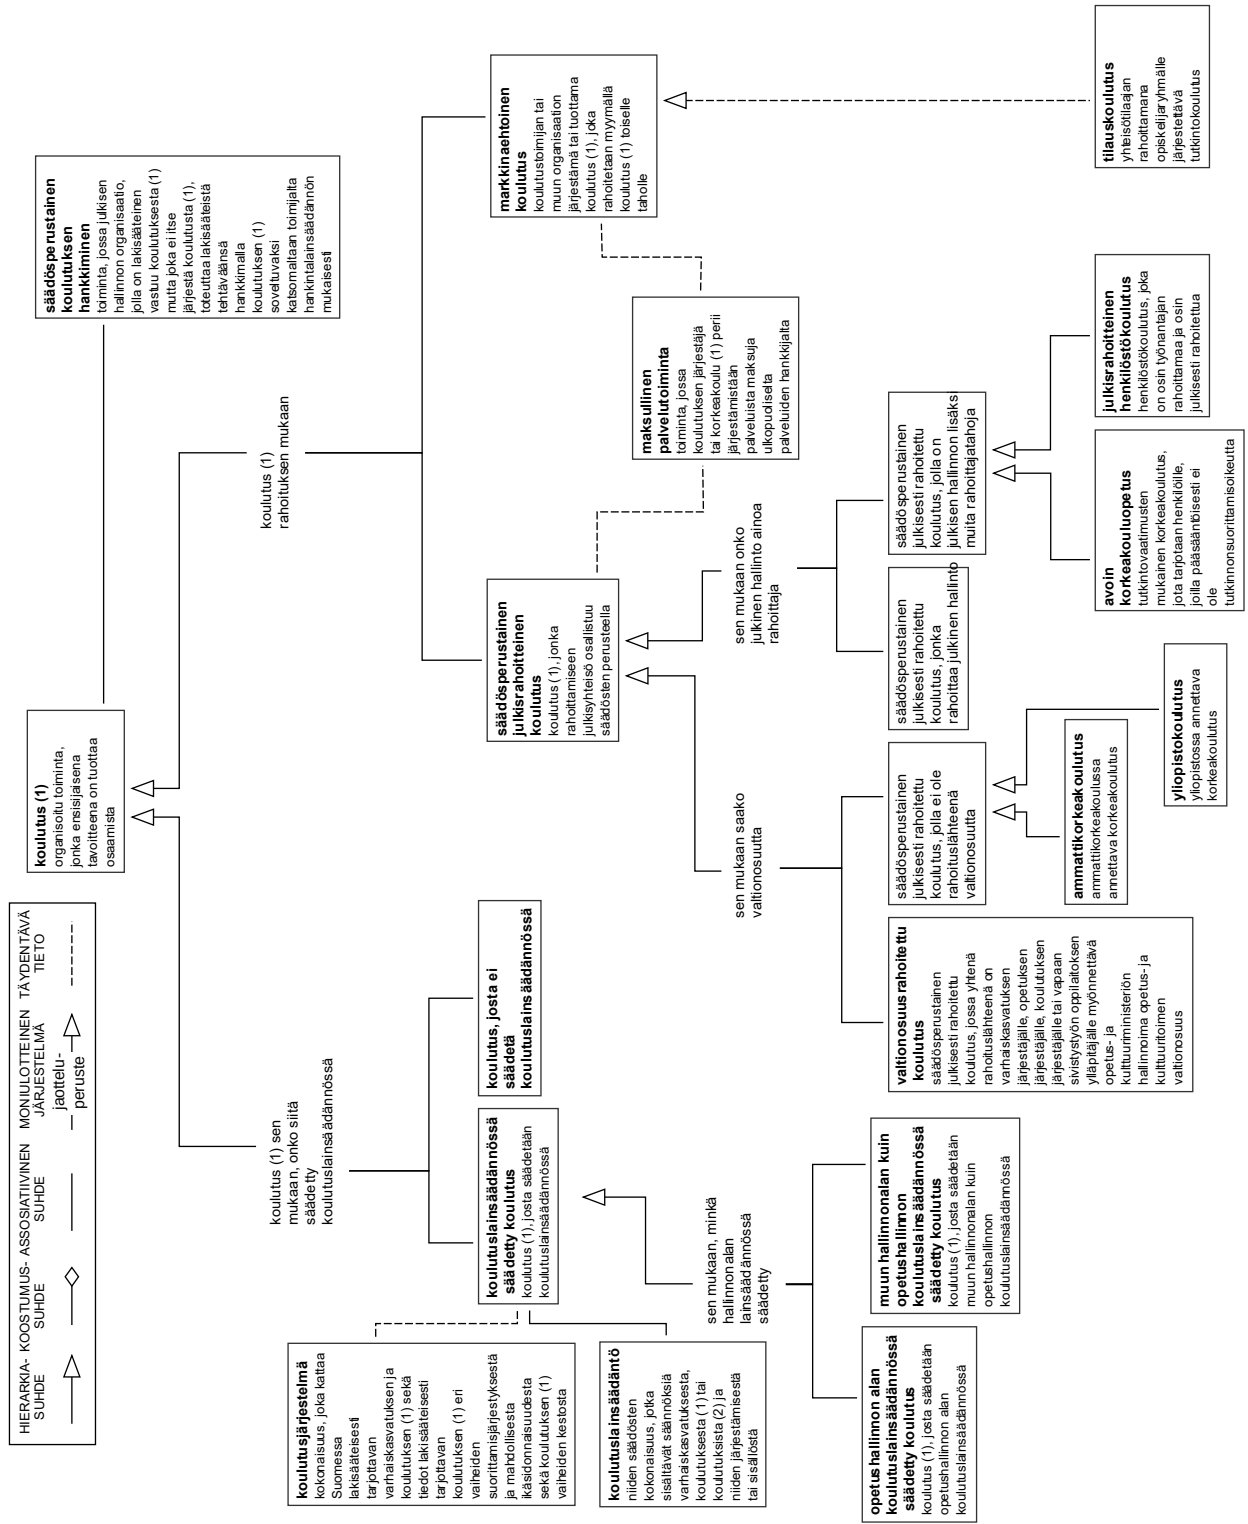 HIERARKIA-
SUHDE
KOOSTUMUS-
SUHDE
ASSOSIATIIVINEN
SUHDE
MONIULOTTEINEN
JÄRJESTELMÄ
jaottelu-
peruste
TÄYDENTÄVÄ
TIETO
koulutus (1)
organisoitu toiminta,
jonka ensisijaisena
tavoitteena on tuottaa
osaamista
säädösperustainen
koulutuksen
hankkiminen
toiminta, jossa julkisen
hallinnon organisaatio,
jolla on lakisääteinen
vastuu koulutuksesta (1)
mutta joka ei itse
järjestä koulutusta (1),
toteuttaa lakisääteistä
tehtäväänsä
hankkimalla
koulutuksen (1)
soveltuvaksi
katsomaltaan toimijalta
hankintalainsäädännön
mukaisesti
koulutus (1) sen
mukaan, onko siitä
säädetty
koulutuslainsäädännössä
koulutus (1)
rahoituksen mukaan
koulutusjärjestelmä
kokonaisuus, joka kattaa
Suomessa
lakisääteisesti
tarjottavan
varhaiskasvatuksen ja
koulutuksen (1) sekä
tiedot lakisääteisesti
tarjottavan
koulutuksen (1) eri
vaiheiden
suorittamisjärjestyksestä
ja mahdollisesta
ikäsidonnaisuudesta
sekä koulutuksen (1)
vaiheiden kestosta
koulutuslainsäädännössä
säädetty koulutus
koulutus (1), josta säädetään
koulutuslainsäädännössä
koulutus, josta ei
säädetä
koulutuslainsäädännössä
säädösperustainen
julkisrahoitteinen
koulutus
koulutus (1), jonka
rahoittamiseen
julkisyhteisö osallistuu
säädösten perusteella
maksullinen
palvelutoiminta
toiminta, jossa
koulutuksen järjestäjä
tai korkeakoulu (1) perii
järjestämistään
palveluista maksuja
ulkopuoliselta
palveluiden hankkijalta
markkinaehtoinen
koulutus
koulutustoimijan tai
muun organisaation
järjestämä tai tuottama
koulutus (1), joka
rahoitetaan myymällä
koulutus (1) toiselle
taholle
koulutuslainsäädäntö
niiden säädösten
kokonaisuus, jotka
sisältävät säännöksiä
varhaiskasvatuksesta,
koulutuksesta (1) tai
koulutuksista (2) ja
niiden järjestämisestä
tai sisällöstä
sen mukaan, minkä
hallinnonalan
lainsäädännössä
säädetty
sen mukaan saako
valtionosuutta
sen mukaan onko
julkinen hallinto ainoa
rahoittaja
opetushallinnon alan
koulutuslainsäädännössä
säädetty koulutus
koulutus (1), josta säädetään
opetushallinnon alan
koulutuslainsäädännössä
muun hallinnonalan kuin
opetushallinnon
koulutuslainsäädännössä
säädetty koulutus
koulutus (1), josta säädetään
muun hallinnonalan kuin
opetushallinnon
koulutuslainsäädännössä
valtionosuusrahoitettu
koulutus
säädösperustainen
julkisesti rahoitettu
koulutus, jossa yhtenä
rahoituslähteenä on
varhaiskasvatuksen
järjestäjälle, opetuksen
järjestäjälle, koulutuksen
järjestäjälle tai vapaan
sivistystyön oppilaitoksen
ylläpitäjälle myönnettävä
opetus- ja
kulttuuriministeriön
hallinnoima opetus- ja
kulttuuritoimen
valtionosuus
säädösperustainen
julkisesti rahoitettu
koulutus, jolla ei ole
rahoituslähteenä
valtionosuutta
säädösperustainen
julkisesti rahoitettu
koulutus, jonka
rahoittaa julkinen hallinto
säädösperustainen
julkisesti rahoitettu
koulutus, jolla on
julkisen hallinnon lisäksi
muita rahoittajatahoja
ammattikorkeakoulutus
ammattikorkeakoulussa
annettava korkeakoulutus
yliopistokoulutus
yliopistossa annettava
korkeakoulutus
avoin
korkeakouluopetus
tutkintovaatimusten
mukainen korkeakoulutus,
jota tarjotaan henkilöille,
joilla pääsääntöisesti ei
ole
tutkinnonsuorittamisoikeutta
julkisrahoitteinen
henkilöstökoulutus
henkilöstökoulutus, joka
on osin työnantajan
rahoittamaa ja osin
julkisesti rahoitettua
tilauskoulutus
yhteisötilaajan
rahoittamana
opiskelijaryhmälle
järjestettävä
tutkintokoulutus